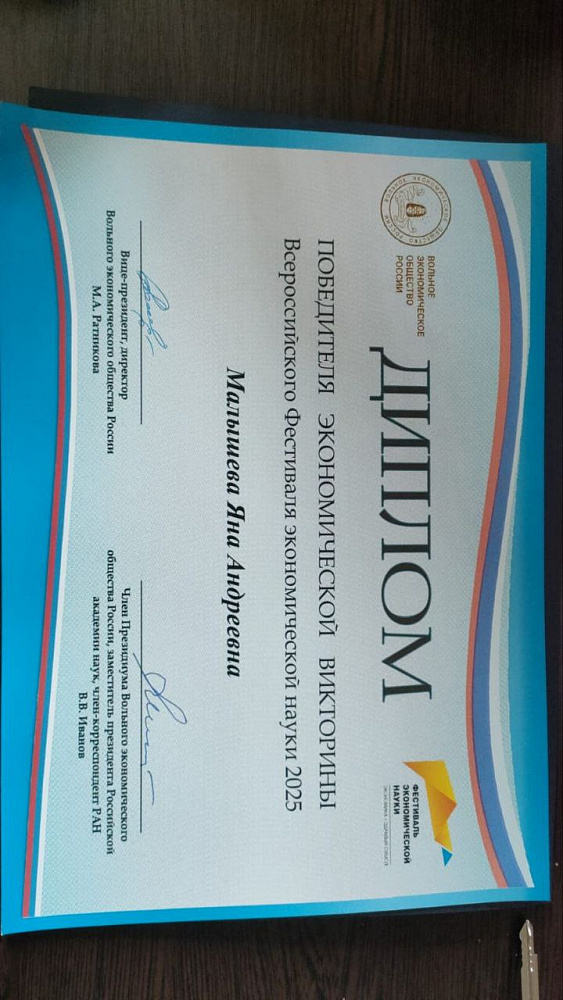 ВОЛЬНОЕ
ЭКОНОМИЧЕСКОЕ
ОБЩЕСТВО
РОССИИ
ФЕСТИВАЛЬ
ЭКОНОМИЧЕСКОЙ
НАУКИ
ДИПЛОМ
ПОБЕДИТЕЛЯ ЭКОНОМИЧЕСКОЙ ВИКТОРИНЫ
Всероссийского Фестиваля экономической науки 2025
Малышева Яна Андреевна
Вице-президент, директор
Вольного экономического общества России
М.А. Ратникова
Член Президиума Вольного экономического
общества России, заместитель президента Российской
академии наук, член-корреспондент РАН
В.В. Иванов